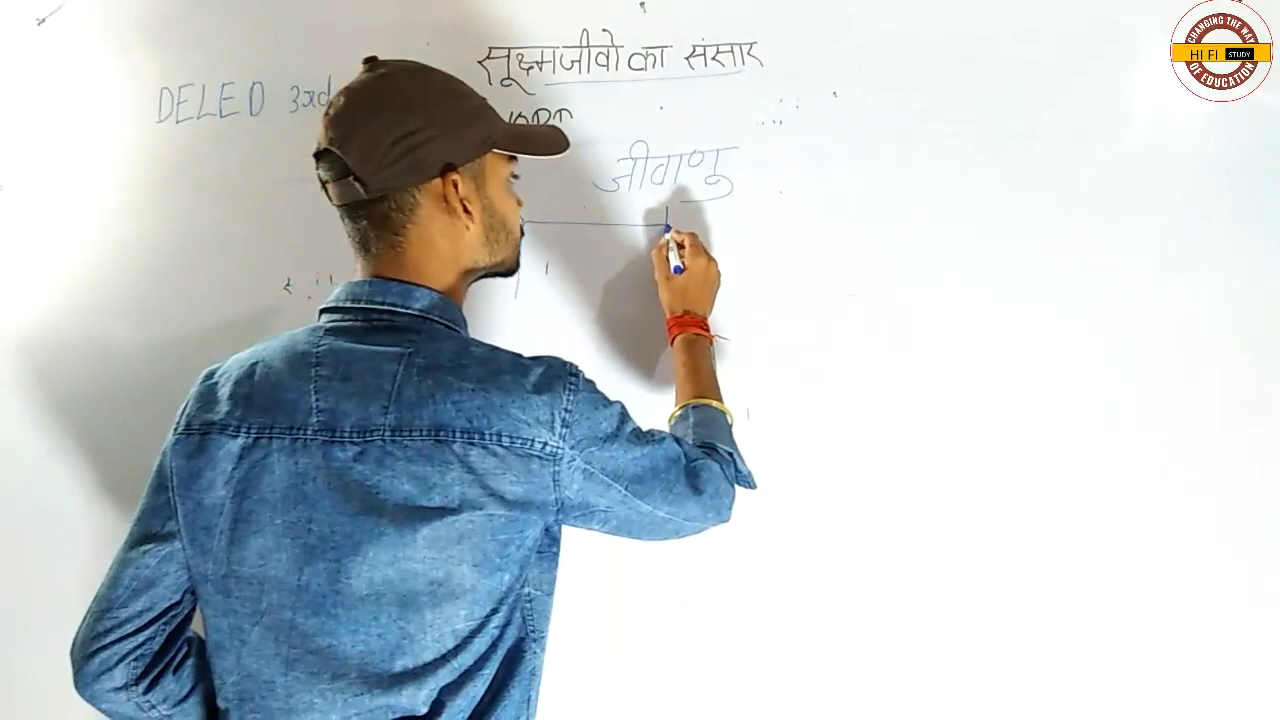 सूक्ष्मजीवो का संसार
DELED 3rd
जीवाणु
CHANGING THE WAY
HI FI STUDY
OF EDUCATION